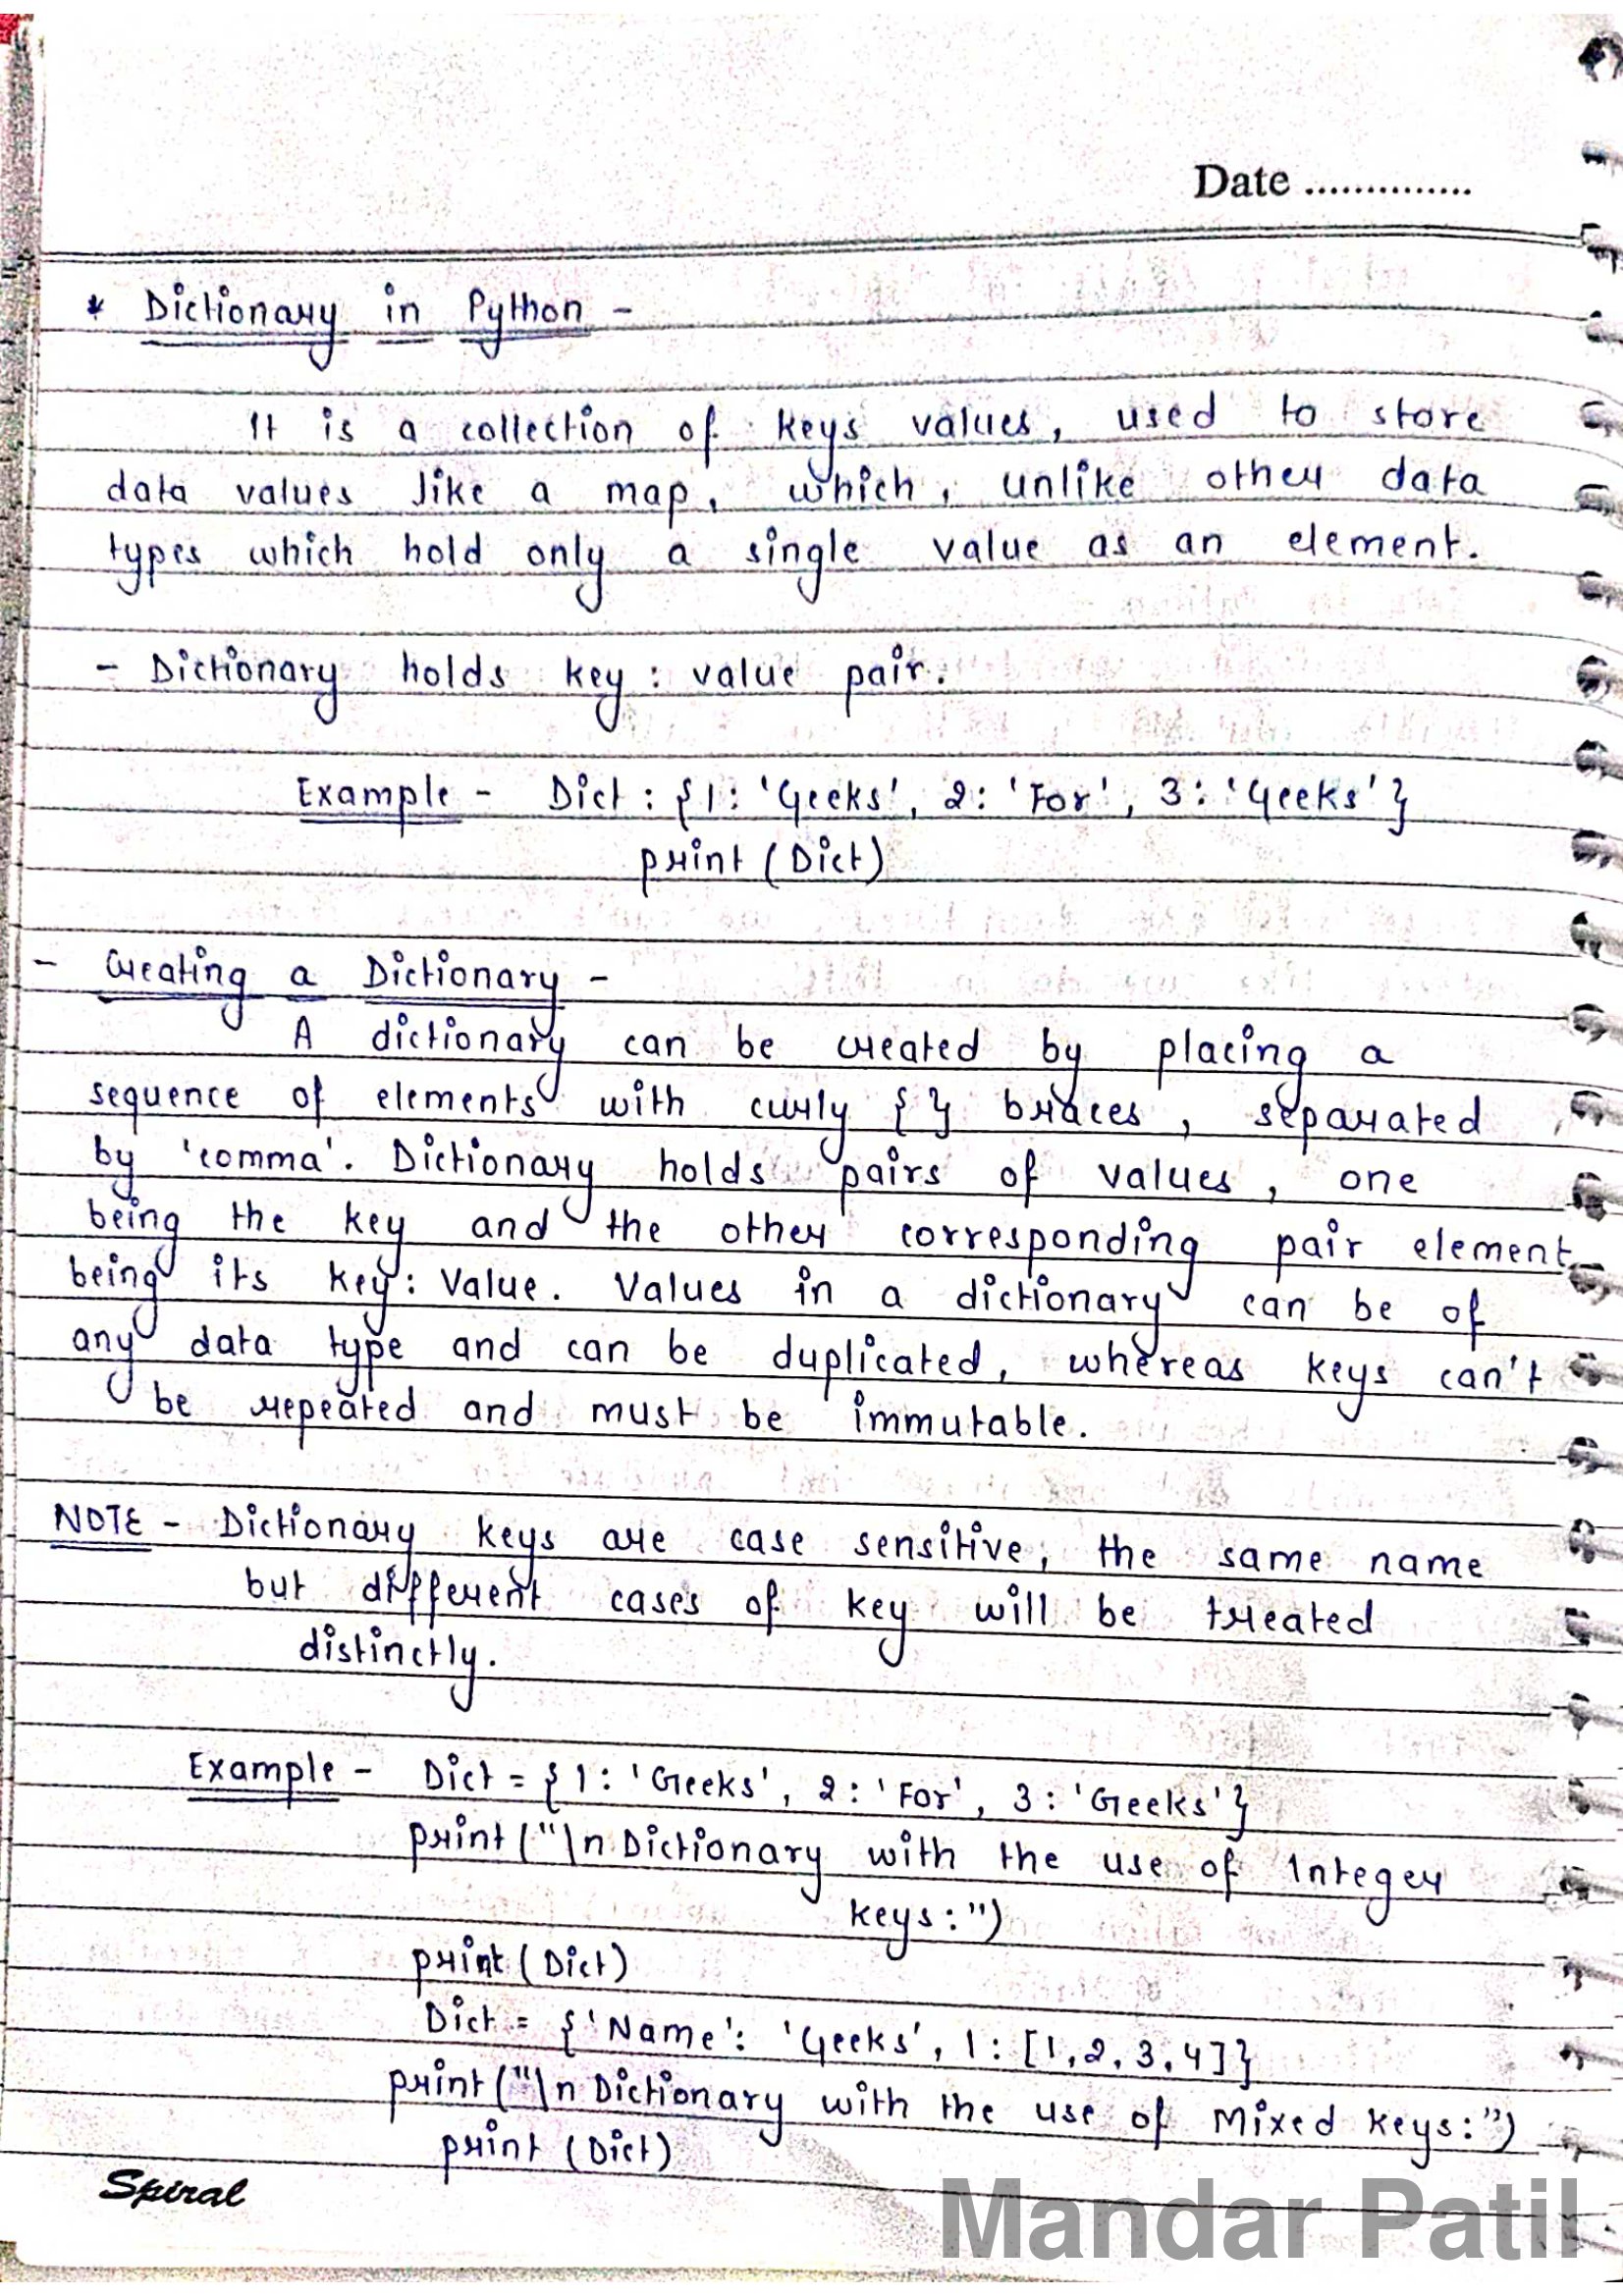 Date ..............
* Dictionary in Python -
It is a collection of keys values, used to store
data values like a map, which, unlike other data
types which hold only a single value as an element.
- Dictionary holds key : value pair.
Example - Dict : {1: 'Geeks', 2: 'For', 3: 'Geeks'}
print (Dict)
- Creating a Dictionary -
A dictionary can be created by placing a
sequence of elements with curly { } braces, separated
by 'comma'. Dictionary holds pairs of values, one
being the key and the other corresponding pair element
being its key : Value. Values in a dictionary can be of
any data type and can be duplicated, whereas keys can't
be repeated and must be immutable.
NOTE - Dictionary keys are case sensitive, the same name
but different cases of key will be treated
distinctly.
Example - Dict = {1 : 'Geeks', 2 : 'For', 3 : 'Geeks'}
print ("\n Dictionary with the use of Integer
keys :")
print (Dict)
Dict = {'Name': 'Geeks', 1 : [1, 2, 3, 4]}
print ("\n Dictionary with the use of Mixed Keys :")
print (Dict)
Spiral
Mandar Patil